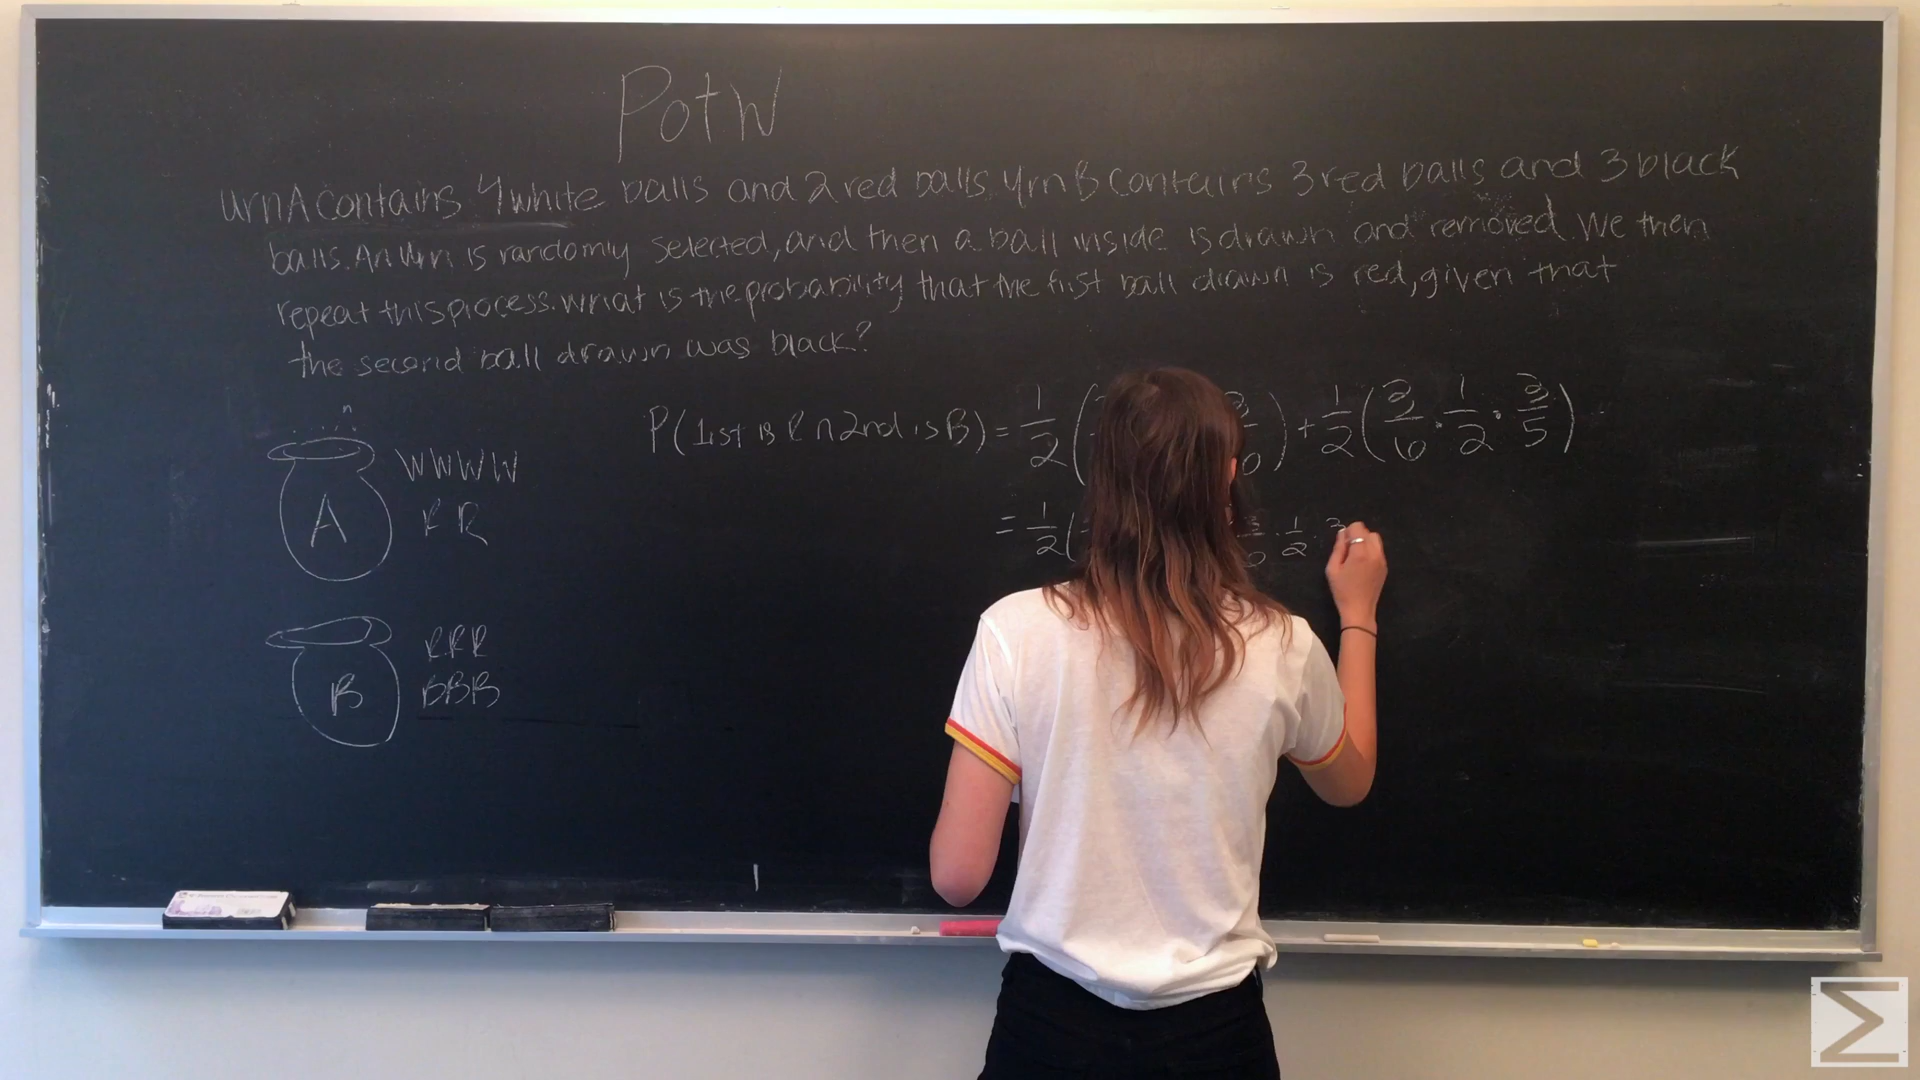 PotW
Urn A contains 4 white balls and 2 red balls. Urn B contains 3 red balls and 3 black
balls. An Urn is randomly selected, and then a ball inside is drawn and removed. We then
repeat this process. What is the probability that the first ball drawn is red, given that
the second ball drawn was black?
P(1st is R ∩ 2nd is B) = 1/2 ( ) + 1/2 (3/6 · 1/2 · 3/5)
= 1/2 ( · 1/2 · 3
A
WWWW
RR
B
RRR
BBB
Σ